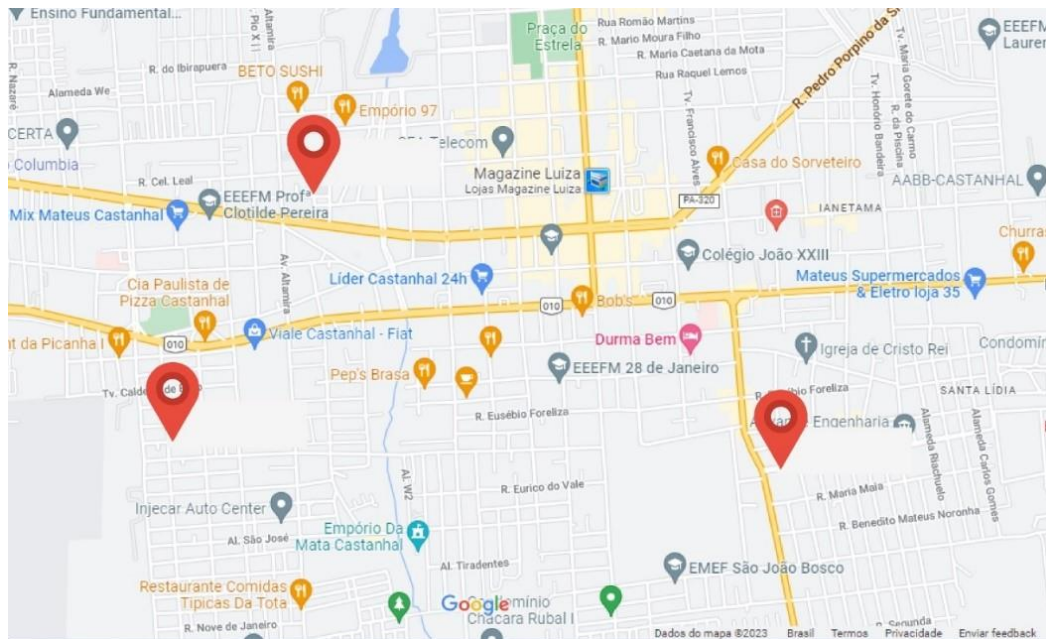 Ensino Fundamental...
R. Pio XII
Altamira
Praça do
Estrela
Rua Romão Martins
R. Mario Moura Filho
R. Maria Caetana da Mota
Rua Raquel Lemos
R. Pedro Porpino da S
Tv. Maria Gorete do Carmo
R. da Piscina
Tv. Honório Bandeira
EEEFM
Lauren
R. Nazaré
R. do Ibirapuera
Alameda We
BETO SUSHI
Empório 97
CERTA
Columbia
Telecom
Tv. Francisco Alves
Casa do Sorveteiro
Magazine Luiza
Lojas Magazine Luiza
AABB-CASTANHAL
R. Cel. Leal
EEEFM Profª
Clotilde Pereira
Mix Mateus Castanhal
PA-320
IANETAMA
Churras
Colégio João XXIII
Av. Altamira
Líder Castanhal 24h
Cia Paulista de
Pizza Castanhal
Mateus Supermercados
& Eletro loja 35
010
Bob's
010
010
Viale Castanhal - Fiat
nt da Picanha I
Durma Bem
Igreja de Cristo Rei
Condomín
Pep's Brasa
EEEFM 28 de Janeiro
SANTA LÍDIA
R. Eusébio Foreliza
Foreliza
Engenharia
Alameda Riachuelo
Alameda Carlos Gomes
Al. W2
R. Eurico do Vale
R. Maria Maia
R. Benedito Mateus Noronha
Injecar Auto Center
Al. São José
Empório Da
Mata Castanhal
Al. Tiradentes
EMEF São João Bosco
Restaurante Comidas
Tipicas Da Tota
R. Nove de Janeiro
Google
Chácara Rubal I
R. Segunda
Dados do mapa ©2023 Brasil Termos Privacidade Enviar feedback